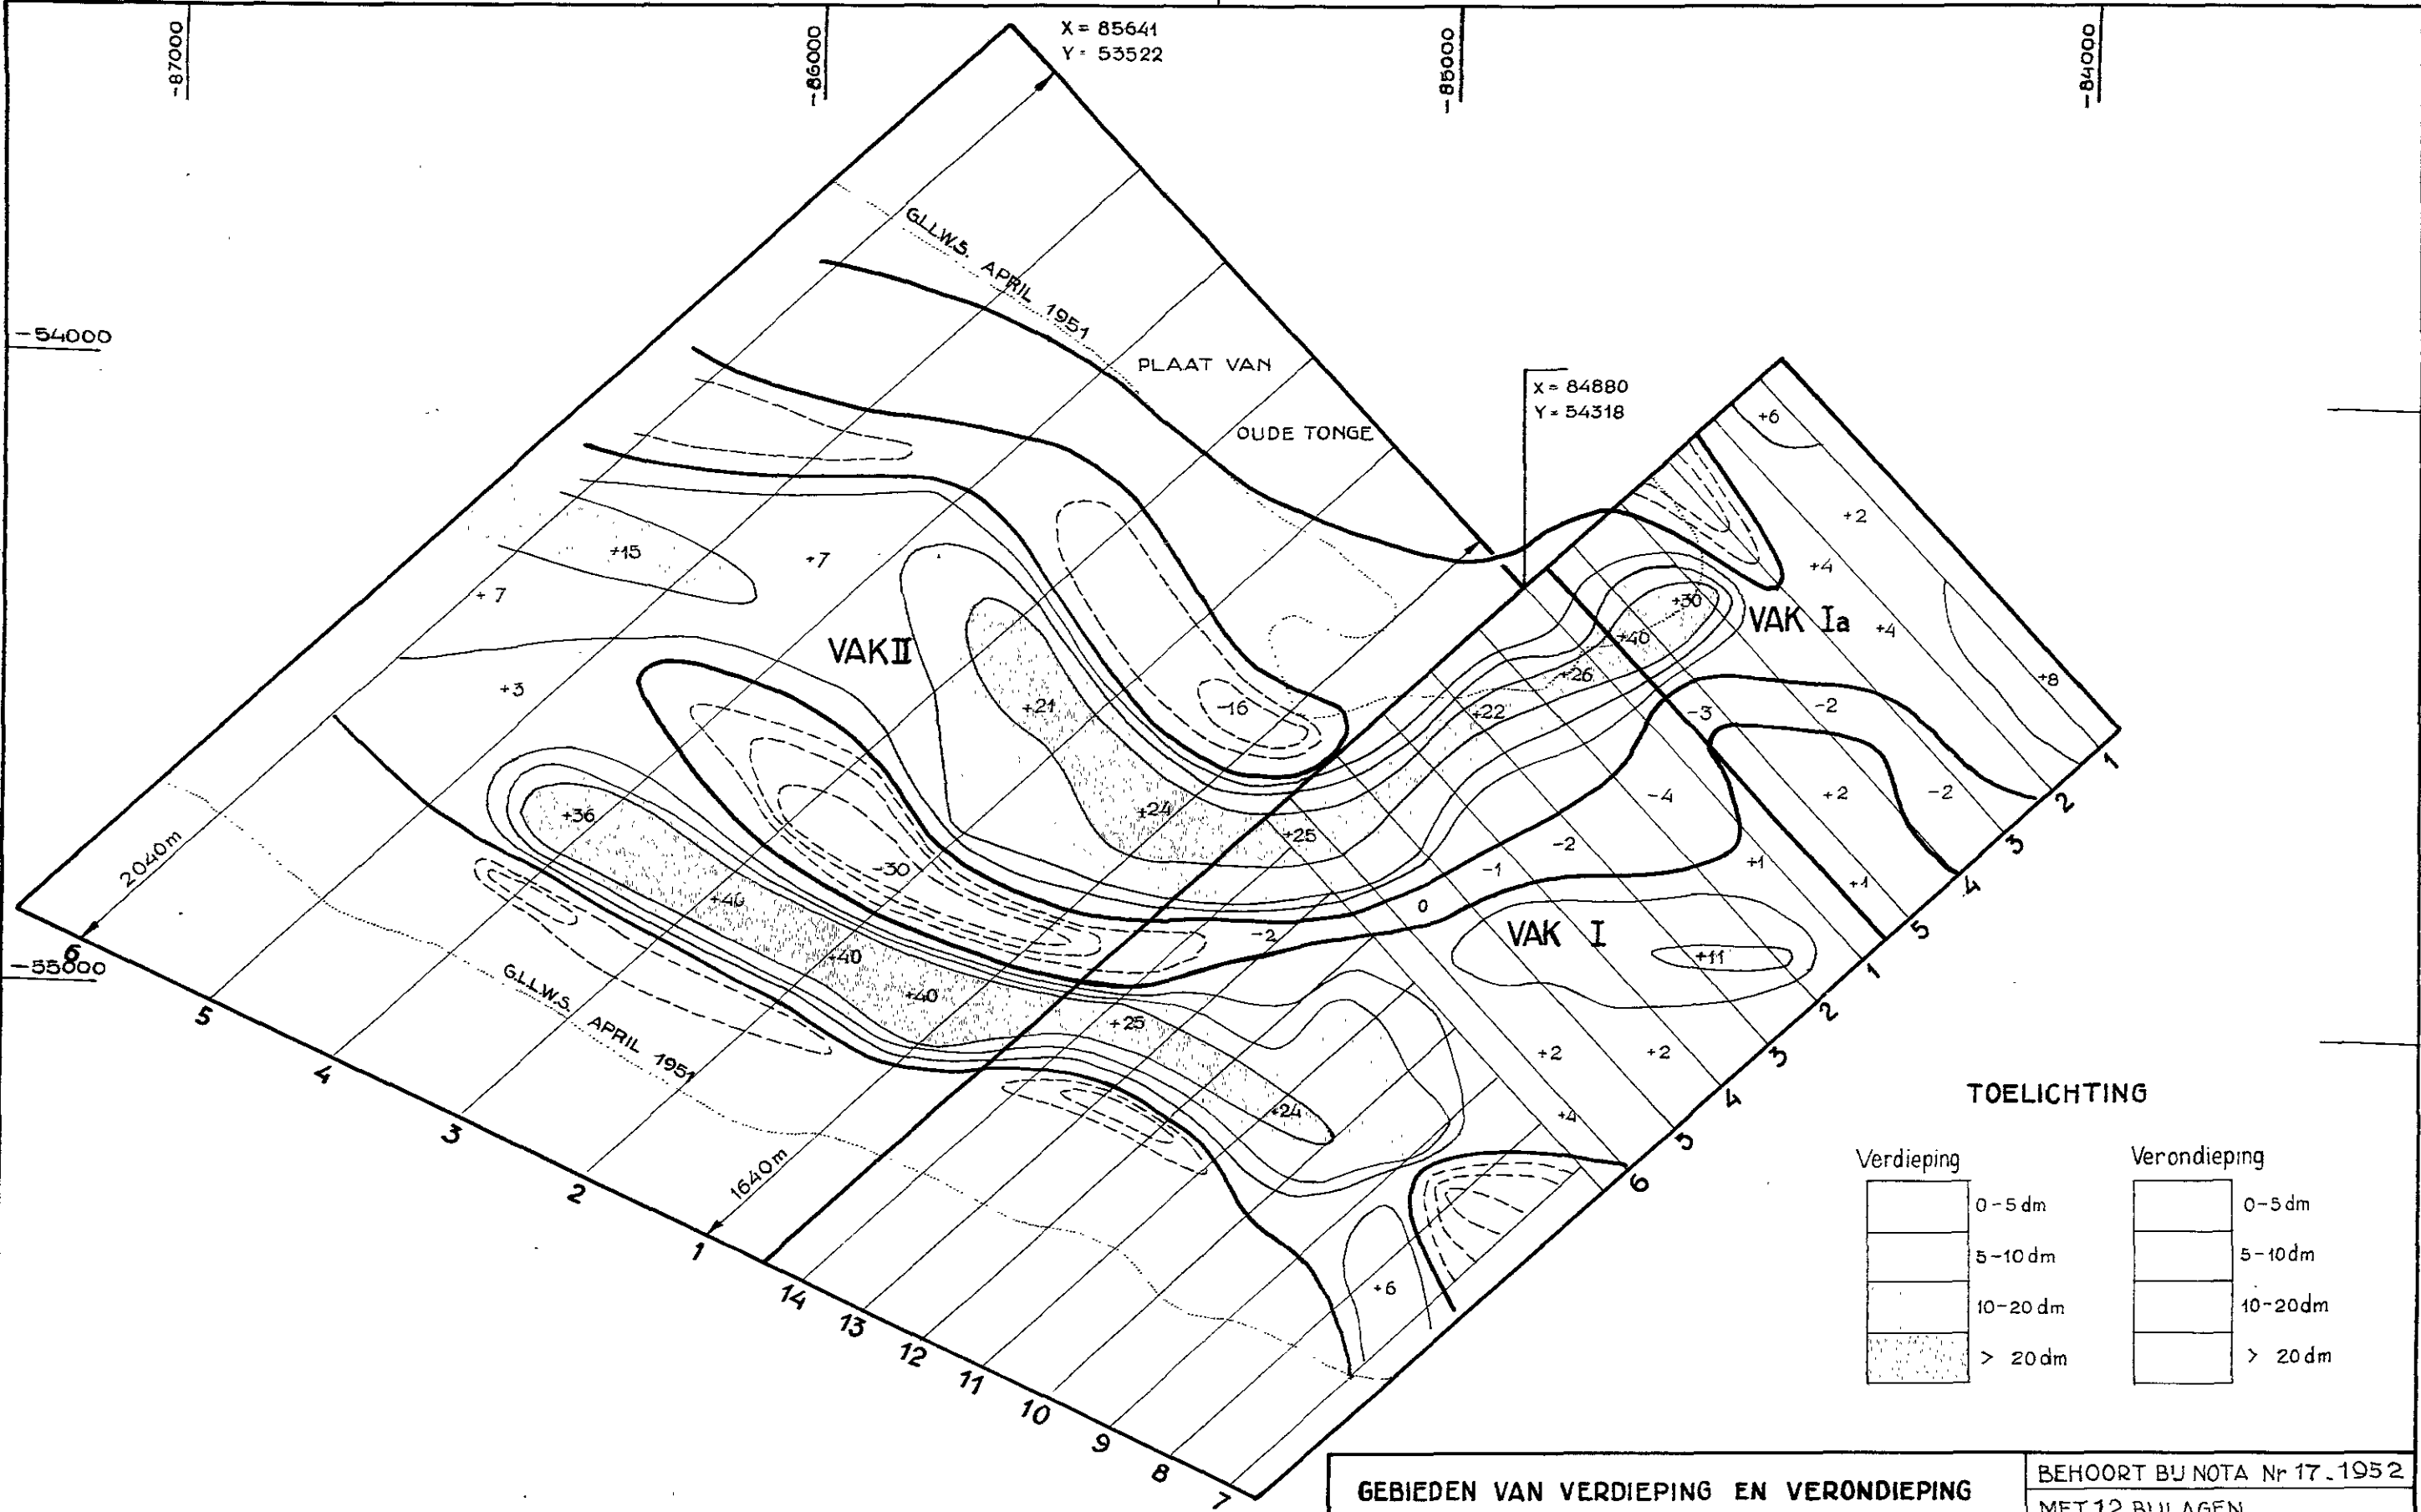 -87000
-86000
-85000
-84000
X = 85641
Y = 53522
-54000
G.L.L.W.S. APRIL 1951
PLAAT VAN
OUDE TONGE
X = 84880
Y = 54318
+6
+2
+4
+4
+8
+15
+7
+7
+3
VAK II
+21
-16
+24
+25
+22
+26
+40
+30
VAK Ia
-3
-2
-2
+2
-4
-2
-1
0
-2
+1
+1
+36
+40
+40
+40
-30
+25
+24
VAK I
+11
+2
+2
+4
+6
2040m
1640m
-55000
G.L.L.W.S. APRIL 1951
6
5
4
3
2
1
14
13
12
11
10
9
8
7
1
2
3
4
5
1
2
3
4
5
6
TOELICHTING
Verdieping
0-5 dm
5-10 dm
10-20 dm
> 20 dm
Verondieping
0-5 dm
5-10 dm
10-20 dm
> 20 dm
GEBIEDEN VAN VERDIEPING EN VERONDIEPING
BEHOORT BIJ NOTA Nr 17-1952
MET 12 BIJLAGEN